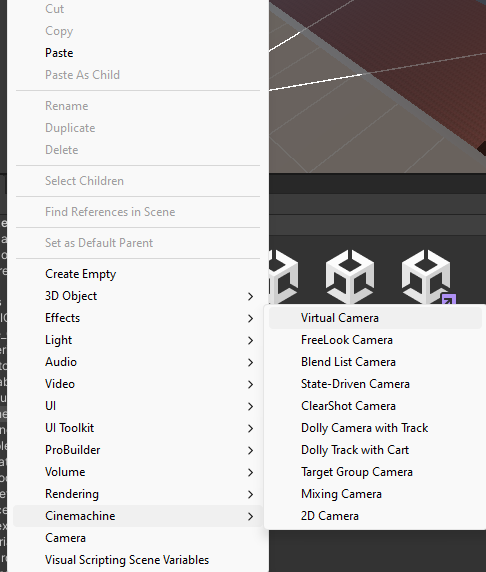 Cut
Copy
Paste
Paste As Child
Rename
Duplicate
Delete
Select Children
Find References in Scene
Set as Default Parent
Create Empty
3D Object
Effects
Light
Audio
Video
UI
UI Toolkit
ProBuilder
Volume
Rendering
Cinemachine
Camera
Visual Scripting Scene Variables
Virtual Camera
FreeLook Camera
Blend List Camera
State-Driven Camera
ClearShot Camera
Dolly Camera with Track
Dolly Track with Cart
Target Group Camera
Mixing Camera
2D Camera